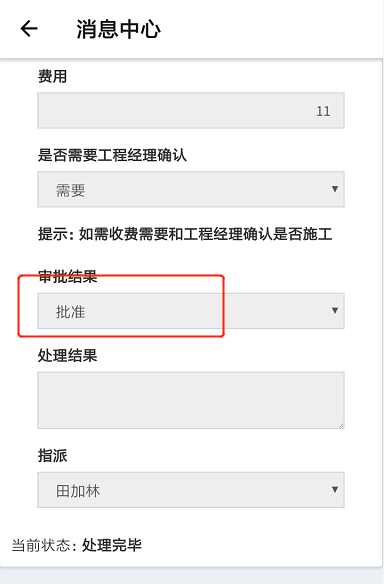 消息中心
费用
11
是否需要工程经理确认
需要
提示: 如需收费需要和工程经理确认是否施工
审批结果
批准
处理结果
指派
田加林
当前状态: 处理完毕